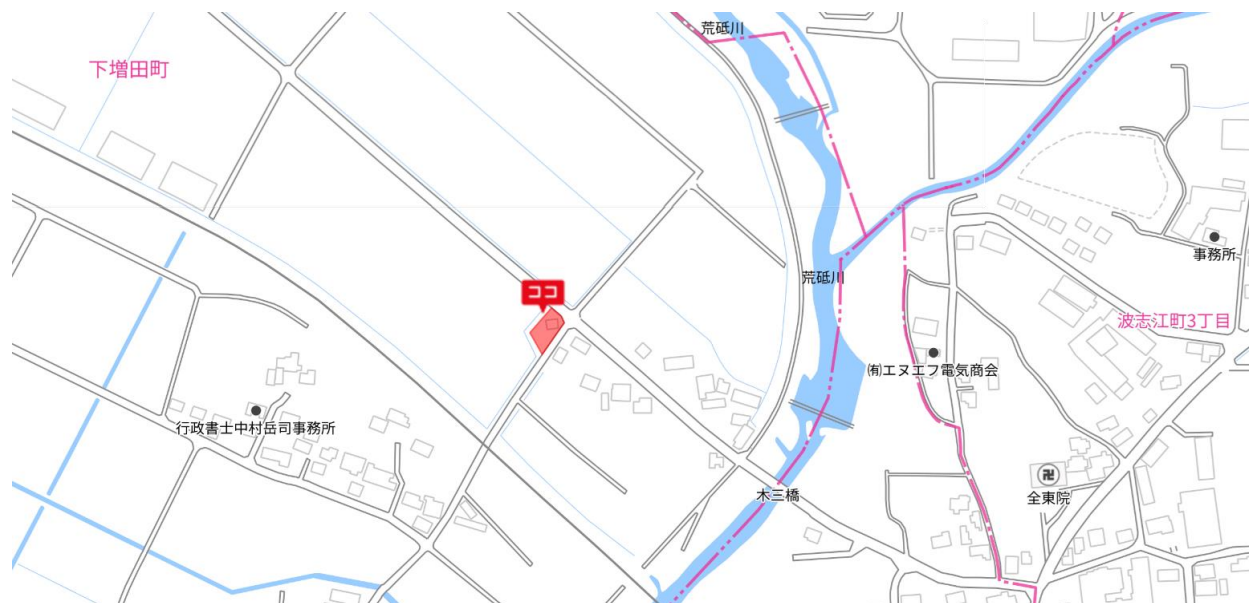 荒砥川
下増田町
事務所
荒砥川
ココ
波志江町3丁目
㈲エヌエフ電気商会
行政書士中村岳司事務所
卍
全東院
木三橋